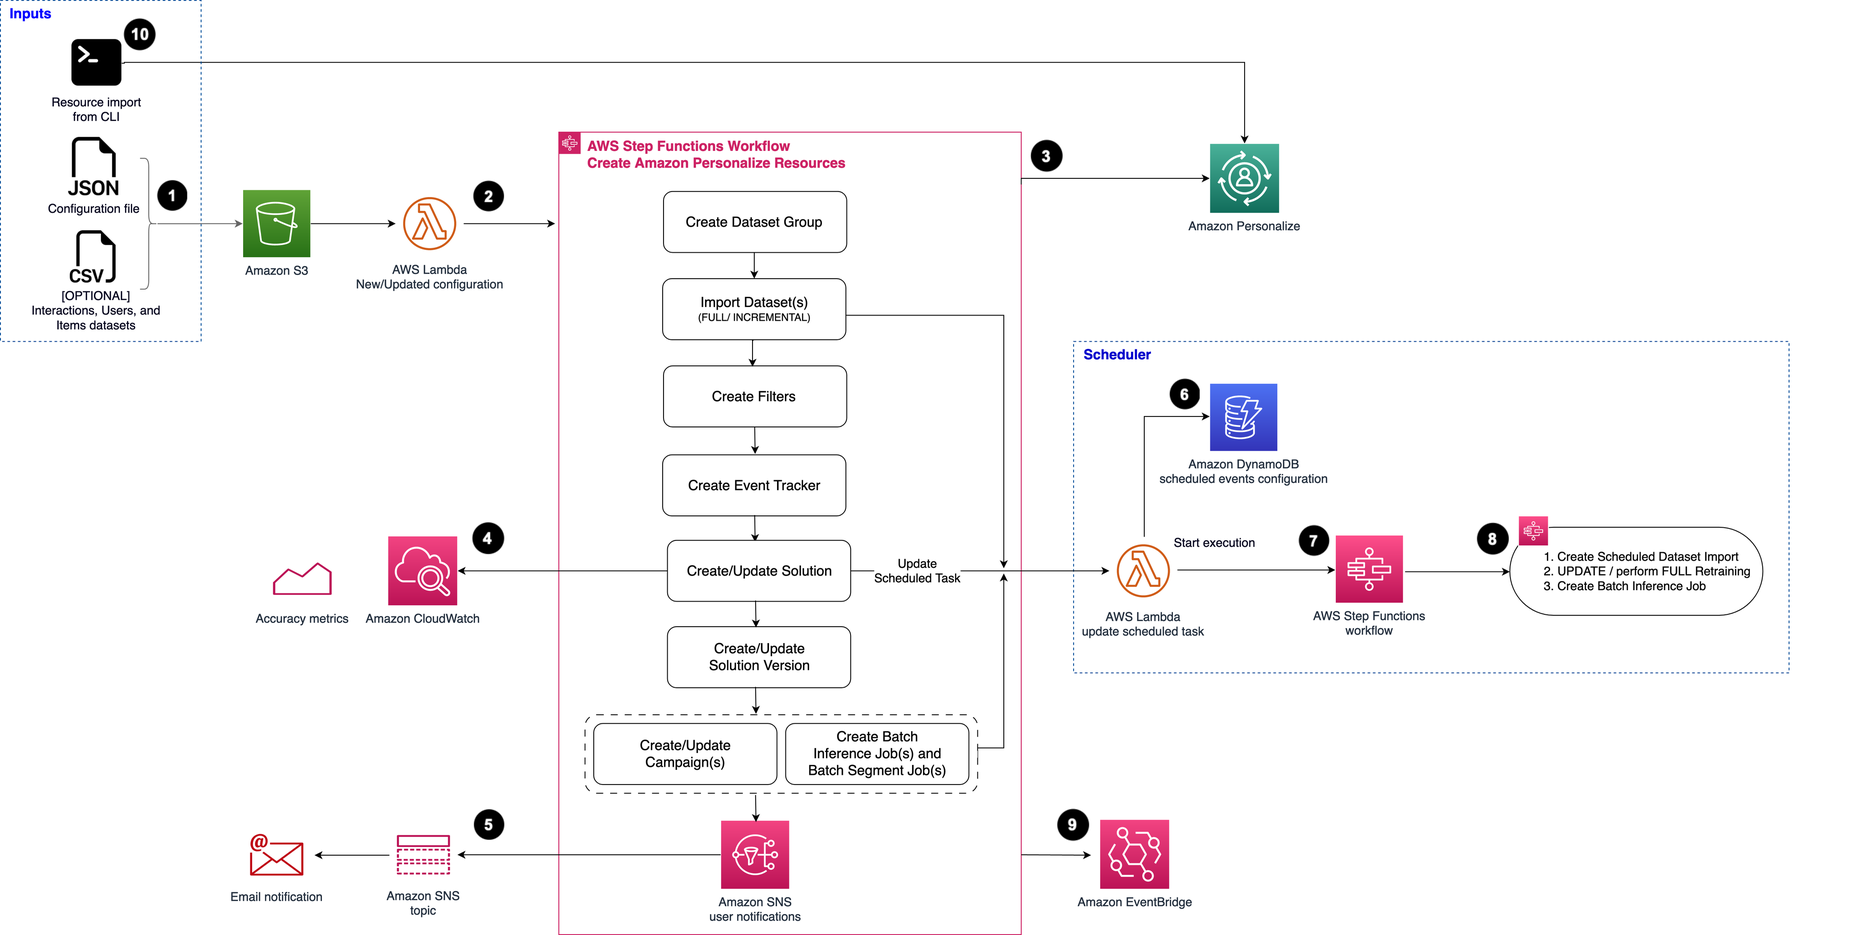 Inputs
10
>_
Resource import
from CLI
JSON
Configuration file
1
CSV
[OPTIONAL]
Interactions, Users, and
Items datasets
Amazon S3
2
AWS Lambda
New/Updated configuration
AWS Step Functions Workflow
Create Amazon Personalize Resources
Create Dataset Group
Import Dataset(s)
(FULL/ INCREMENTAL)
Create Filters
Create Event Tracker
Create/Update Solution
Update
Scheduled Task
Create/Update
Solution Version
Create/Update
Campaign(s)
Create Batch
Inference Job(s) and
Batch Segment Job(s)
Amazon SNS
user notifications
3
Amazon Personalize
4
Accuracy metrics
Amazon CloudWatch
5
@
Email notification
Amazon SNS
topic
Scheduler
6
Amazon DynamoDB
scheduled events configuration
Start execution
AWS Lambda
update scheduled task
7
AWS Step Functions
workflow
8
1. Create Scheduled Dataset Import
2. UPDATE / perform FULL Retraining
3. Create Batch Inference Job
9
Amazon EventBridge